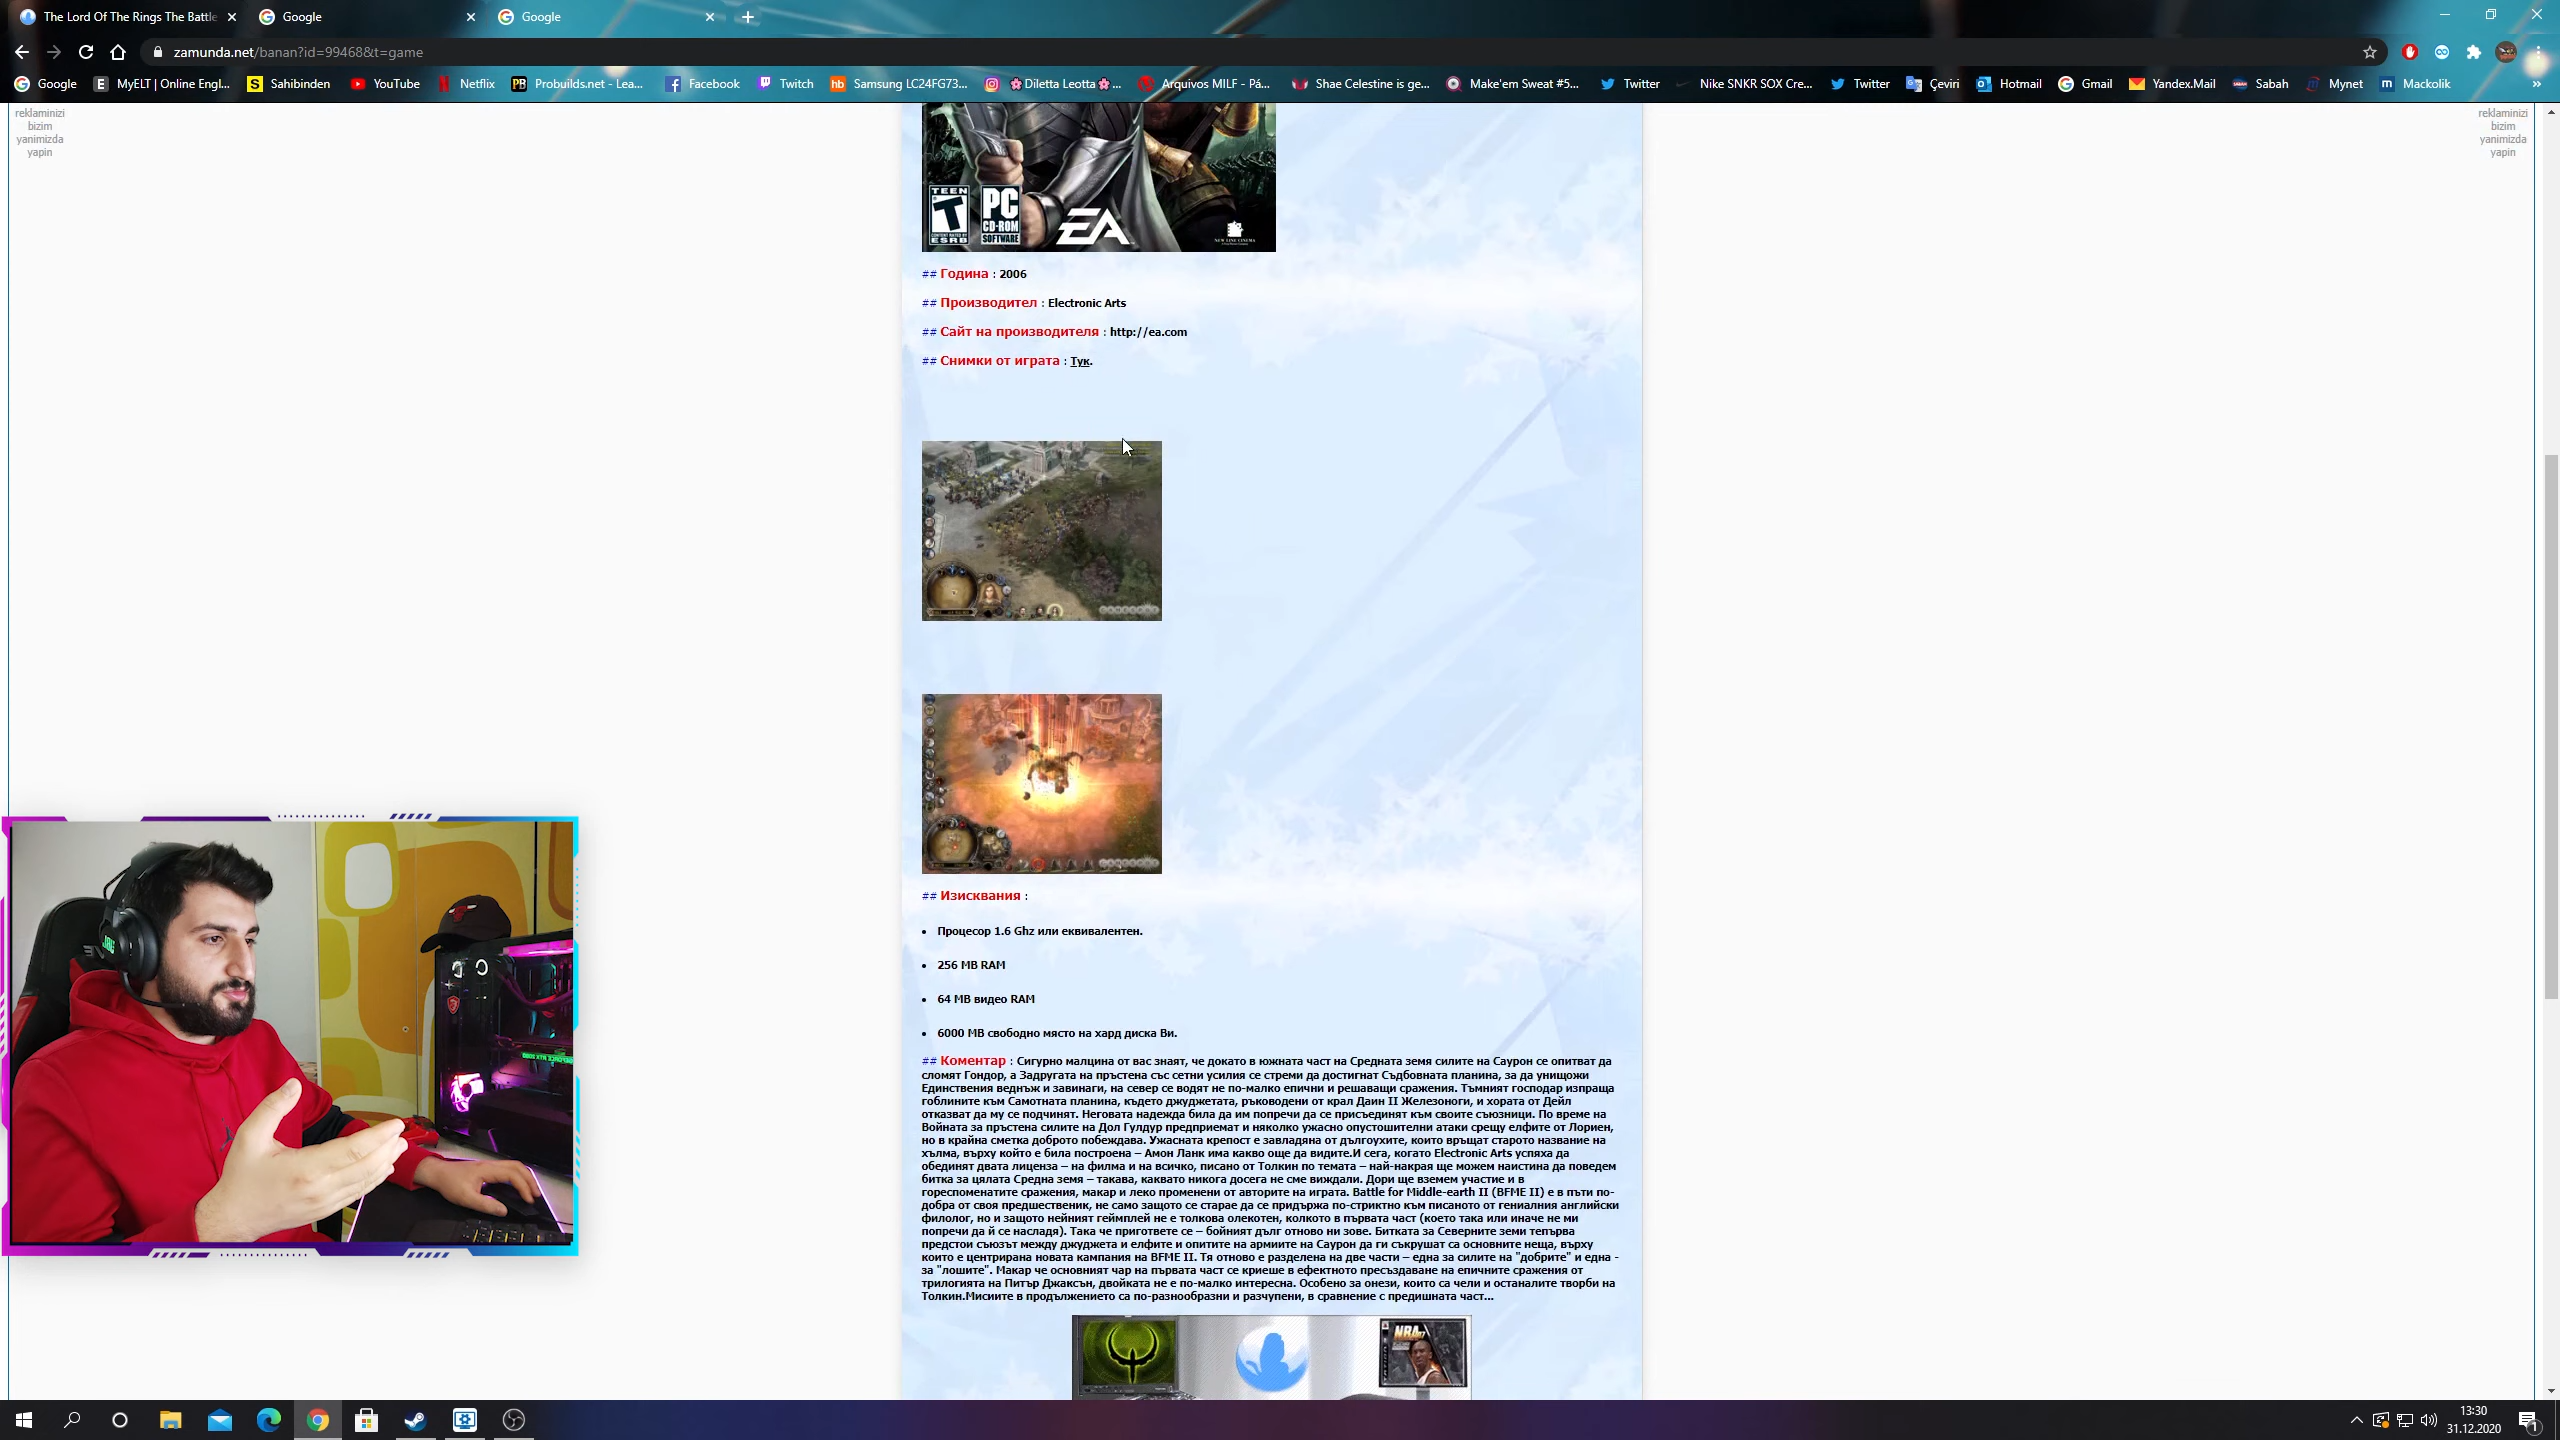 The Lord Of The Rings The Battle
Google
Google
zamunda.net/banan?id=99468&t=game
Google
MyELT | Online Engl...
Sahibinden
YouTube
Netflix
Probuilds.net - Lea...
Facebook
Twitch
Samsung LC24FG73...
🌸Diletta Leotta🌸...
Arquivos MILF - Pá...
Shae Celestine is ge...
Make'em Sweat #5...
Twitter
Nike SNKR SOX Cre...
Twitter
Çeviri
Hotmail
Gmail
Yandex.Mail
Sabah
Mynet
Mackolik
reklaminizi
bizim
yanimizda
yapin
reklaminizi
bizim
yanimizda
yapin
TEEN
T
CONTENT RATED BY
ESRB
PC
CD-ROM
SOFTWARE
EA
NEW LINE CINEMA
## Година : 2006
## Производител : Electronic Arts
## Сайт на производителя : http://ea.com
## Снимки от играта : Тук.
## Изисквания :
• Процесор 1.6 Ghz или еквивалентен.
• 256 MB RAM
• 64 MB видео RAM
• 6000 MB свободно място на хард диска Ви.
## Коментар : Сигурно малцина от вас знаят, че докато в южната част на Средната земя силите на Саурон се опитват да
сломят Гондор, а Задругата на пръстена със сетни усилия се стреми да достигнат Съдбовната планина, за да унищожи
Единствения веднъж и завинаги, на север се водят не по-малко епични и решаващи сражения. Тъмният господар изпраща
гоблините към Самотната планина, където джуджетата, ръководени от крал Даин II Железоноги, и хората от Дейл
отказват да му се подчинят. Неговата надежда била да им попречи да се присъединят към своите съюзници. По време на
Войната за пръстена силите на Дол Гулдур предприемат и няколко ужасно опустошителни атаки срещу елфите от Лориен,
но в крайна сметка доброто побеждава. Ужасната крепост е завладяна от дългоухите, които връщат старото название на
хълма, върху който е била построена – Амон Ланк има какво още да видите.И сега, когато Electronic Arts успяха да
обединят двата лиценза – на филма и на всичко, писано от Толкин по темата – най-накрая ще можем наистина да поведем
битка за цялата Средна земя – такава, каквато никога досега не сме виждали. Дори ще вземем участие и в
гореспоменатите сражения, макар и леко променени от авторите на играта. Battle for Middle-earth II (BFME II) е в пъти по-
добра от своя предшественик, не само защото се старае да се придържа по-стриктно към писаното от гениалния английски
филолог, но и защото нейният геймплей не е толкова олекотен, колкото в първата част (което така или иначе не ми
попречи да й се насладя). Така че пригответе се – бойният дълг отново ни зове. Битката за Северните земи тепърва
предстои съюзът между джуджета и елфите и опитите на армиите на Саурон да ги съкрушат са основните неща, върху
които е центрирана новата кампания на BFME II. Тя отново е разделена на две части – една за силите на "добрите" и една -
за "лошите". Макар че основният чар на първата част се криеше в ефектното пресъздаване на епичните сражения от
трилогията на Питър Джаксън, двойката не е по-малко интересна. Особено за онези, които са чели и останалите творби на
Толкин.Мисиите в продължението са по-разнообразни и разчупени, в сравнение с предишната част...
JBL
13:30
31.12.2020
1